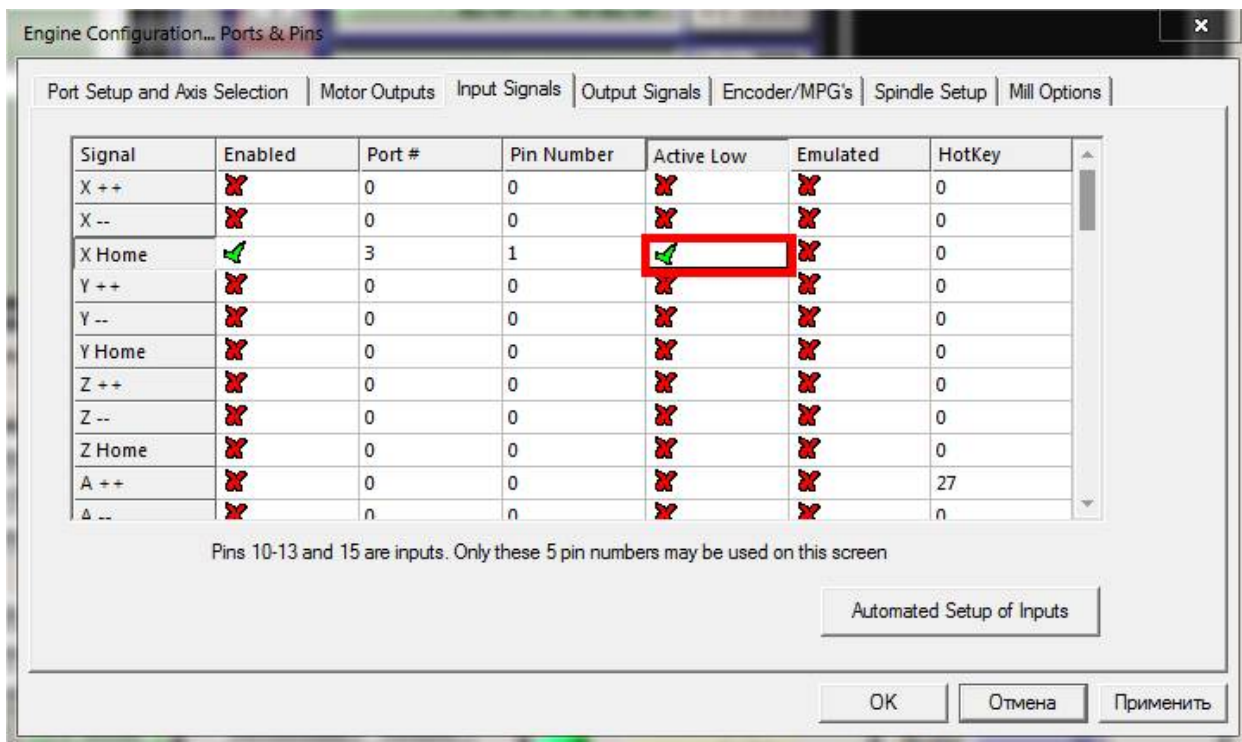 Engine Configuration... Ports & Pins
Port Setup and Axis Selection Motor Outputs Input Signals Output Signals Encoder/MPG's Spindle Setup Mill Options
Signal Enabled Port # Pin Number Active Low Emulated HotKey
X ++ 0 0 0
X -- 0 0 0
X Home 3 1 0
Y ++ 0 0 0
Y -- 0 0 0
Y Home 0 0 0
Z ++ 0 0 0
Z -- 0 0 0
Z Home 0 0 0
A ++ 0 0 27
A -- 0 0 0
Pins 10-13 and 15 are inputs. Only these 5 pin numbers may be used on this screen
Automated Setup of Inputs
OK Отмена Применить